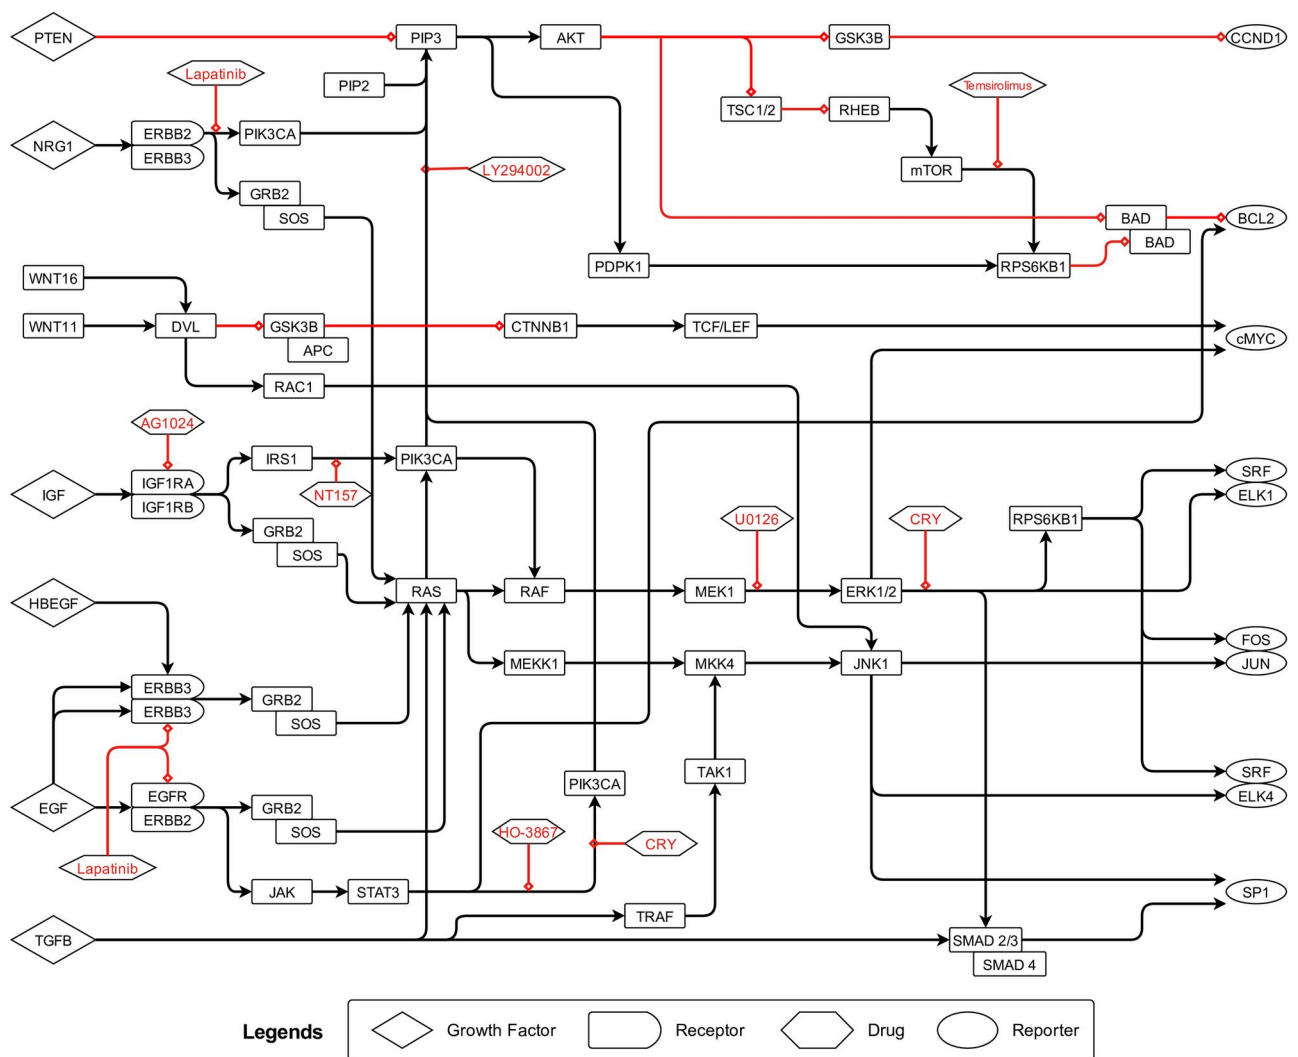 PTEN
PIP3
AKT
GSK3B
CCND1
Lapatinib
PIP2
TSC1/2
RHEB
Temsirolimus
NRG1
ERBB2
ERBB3
PIK3CA
LY294002
mTOR
GRB2
SOS
BAD
BAD
BCL2
PDPK1
RPS6KB1
WNT16
WNT11
DVL
GSK3B
APC
CTNNB1
TCF/LEF
cMYC
RAC1
AG1024
IGF
IGF1RA
IGF1RB
IRS1
NT157
PIK3CA
GRB2
SOS
U0126
CRY
RPS6KB1
SRF
ELK1
HBEGF
RAS
RAF
MEK1
ERK1/2
MEKK1
MKK4
JNK1
FOS
JUN
ERBB3
ERBB3
GRB2
SOS
TAK1
PIK3CA
SRF
ELK4
EGF
EGFR
ERBB2
GRB2
SOS
Lapatinib
HO-3867
CRY
JAK
STAT3
TRAF
SP1
TGFB
SMAD 2/3
SMAD 4
Legends
Growth Factor
Receptor
Drug
Reporter